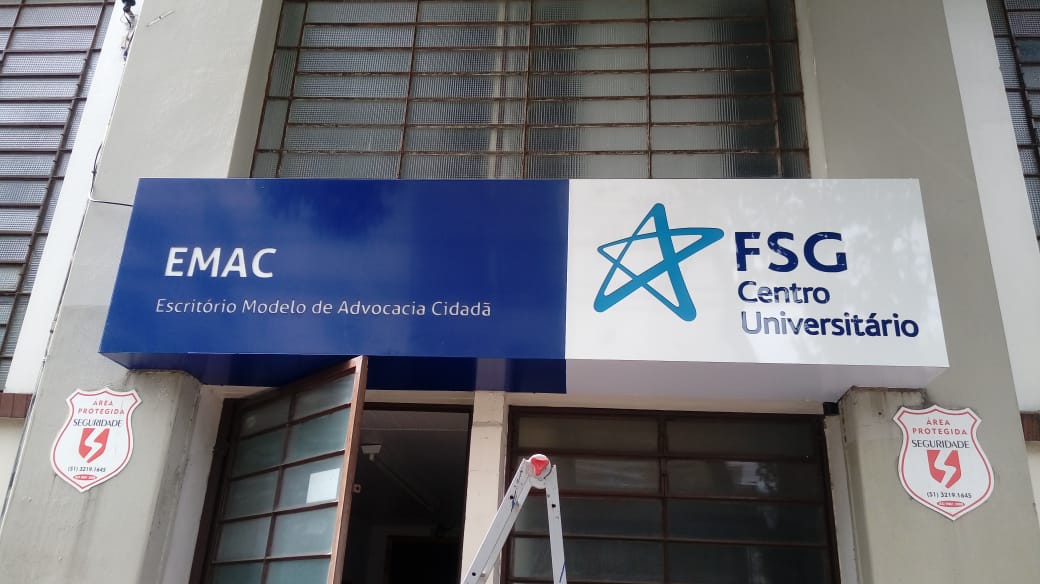 EMAC
Escritório Modelo de Advocacia Cidadã
FSG
Centro
Universitário
ÁREA
PROTEGIDA
SEGURIDADE
(51) 3219.1645
ÁREA
PROTEGIDA
SEGURIDADE
(51) 3219.1645